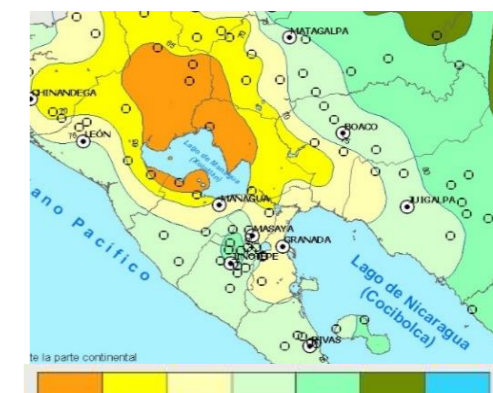 MATAGALPA
CHINANDEGA
LEÓN
BOACO
Lago de Managua
(Xolotlán)
MANAGUA
JUIGALPA
MASAYA
GRANADA
JINOTEPE
ano Pacífico
Lago de Nicaragua
(Cocibolca)
RIVAS
te la parte continental